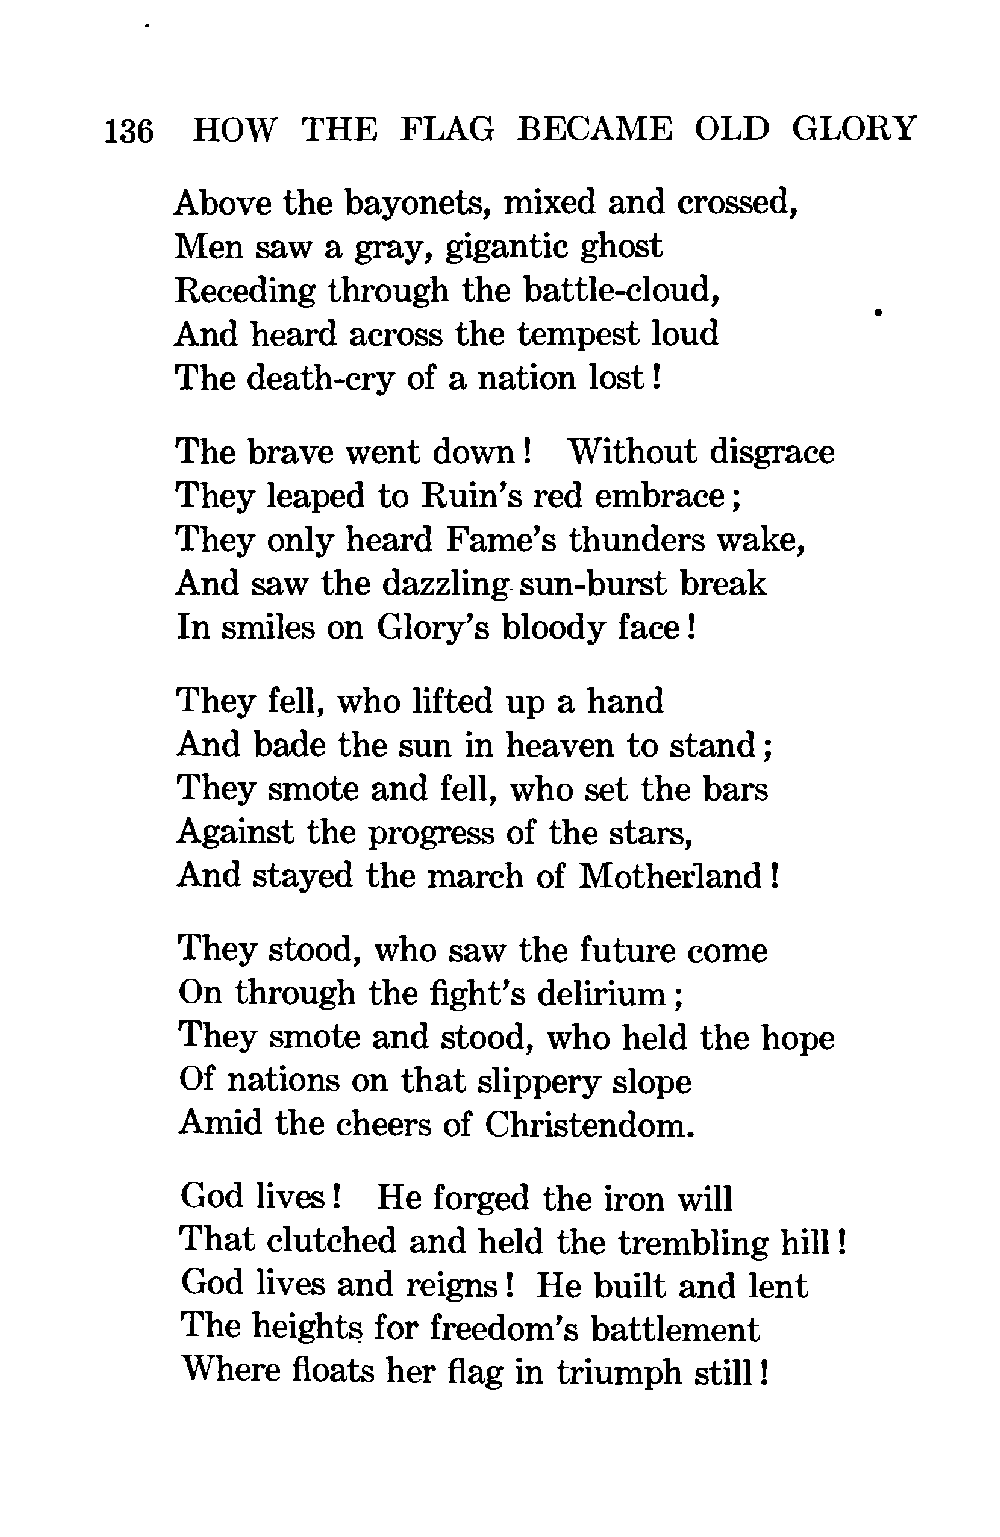 136 HOW THE FLAG BECAME OLD GLORY
Above the bayonets, mixed and crossed,
Men saw a gray, gigantic ghost
Receding through the battle-cloud,
And heard across the tempest loud
The death-cry of a nation lost!
The brave went down! Without disgrace
They leaped to Ruin's red embrace;
They only heard Fame's thunders wake,
And saw the dazzling sun-burst break
In smiles on Glory's bloody face!
They fell, who lifted up a hand
And bade the sun in heaven to stand;
They smote and fell, who set the bars
Against the progress of the stars,
And stayed the march of Motherland!
They stood, who saw the future come
On through the fight's delirium;
They smote and stood, who held the hope
Of nations on that slippery slope
Amid the cheers of Christendom.
God lives! He forged the iron will
That clutched and held the trembling hill!
God lives and reigns! He built and lent
The heights for freedom's battlement
Where floats her flag in triumph still!